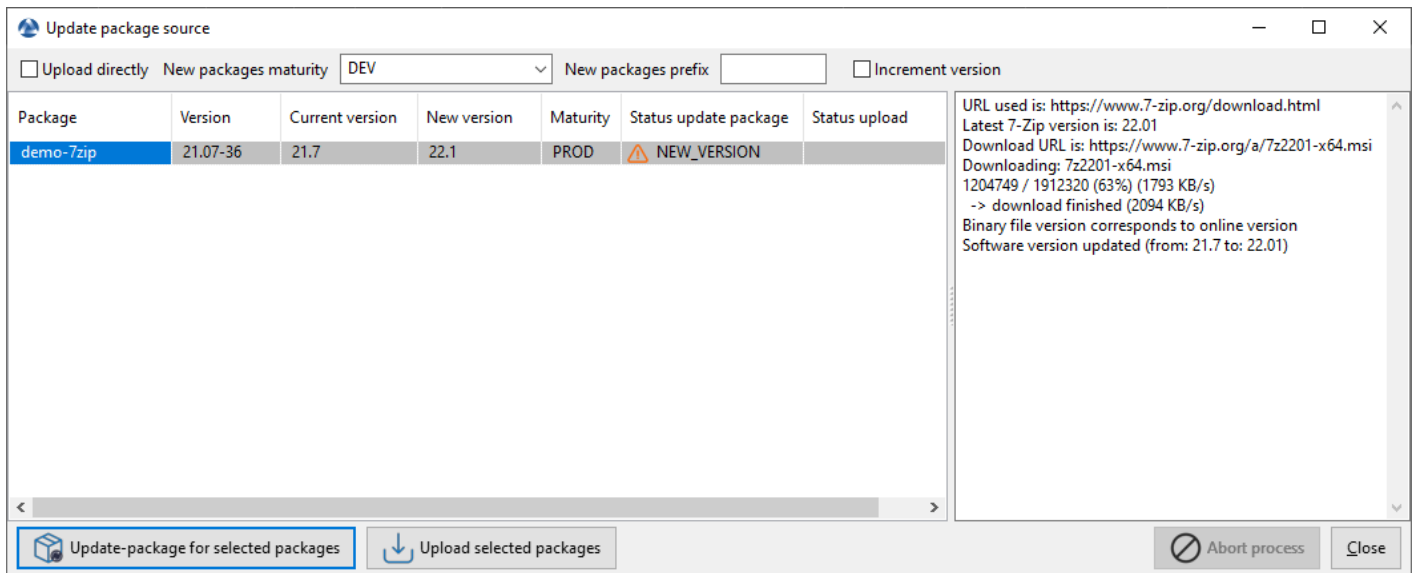 Update package source
Upload directly New packages maturity DEV New packages prefix Increment version
Package Version Current version New version Maturity Status update package Status upload
demo-7zip 21.07-36 21.7 22.1 PROD NEW_VERSION
URL used is: https://www.7-zip.org/download.html
Latest 7-Zip version is: 22.01
Download URL is: https://www.7-zip.org/a/7z2201-x64.msi
Downloading: 7z2201-x64.msi
1204749 / 1912320 (63%) (1793 KB/s)
-> download finished (2094 KB/s)
Binary file version corresponds to online version
Software version updated (from: 21.7 to: 22.01)
Update-package for selected packages Upload selected packages Abort process Close